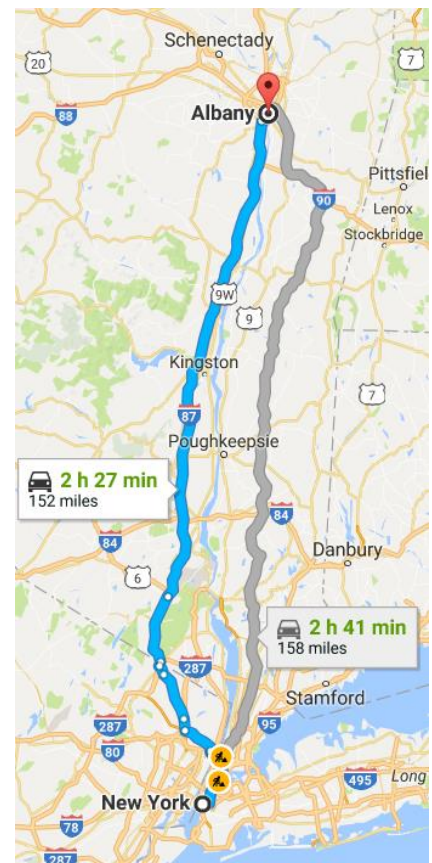 Schenectady
20
7
Albany
88
Pittsfiel
90
Lenox
Stockbridge
9W
9
Kingston
7
87
Poughkeepsie
2 h 27 min
152 miles
84
84
Danbury
6
2 h 41 min
158 miles
287
Stamford
287
95
80
New York
495
Long
78
287